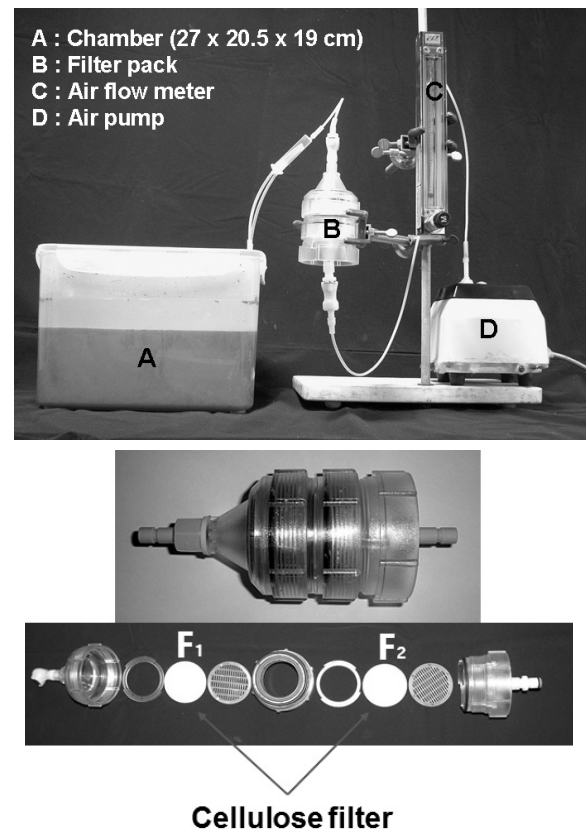 A : Chamber (27 x 20.5 x 19 cm)
B : Filter pack
C : Air flow meter
D : Air pump
C
B
A
D
F₁
F₂
Cellulose filter